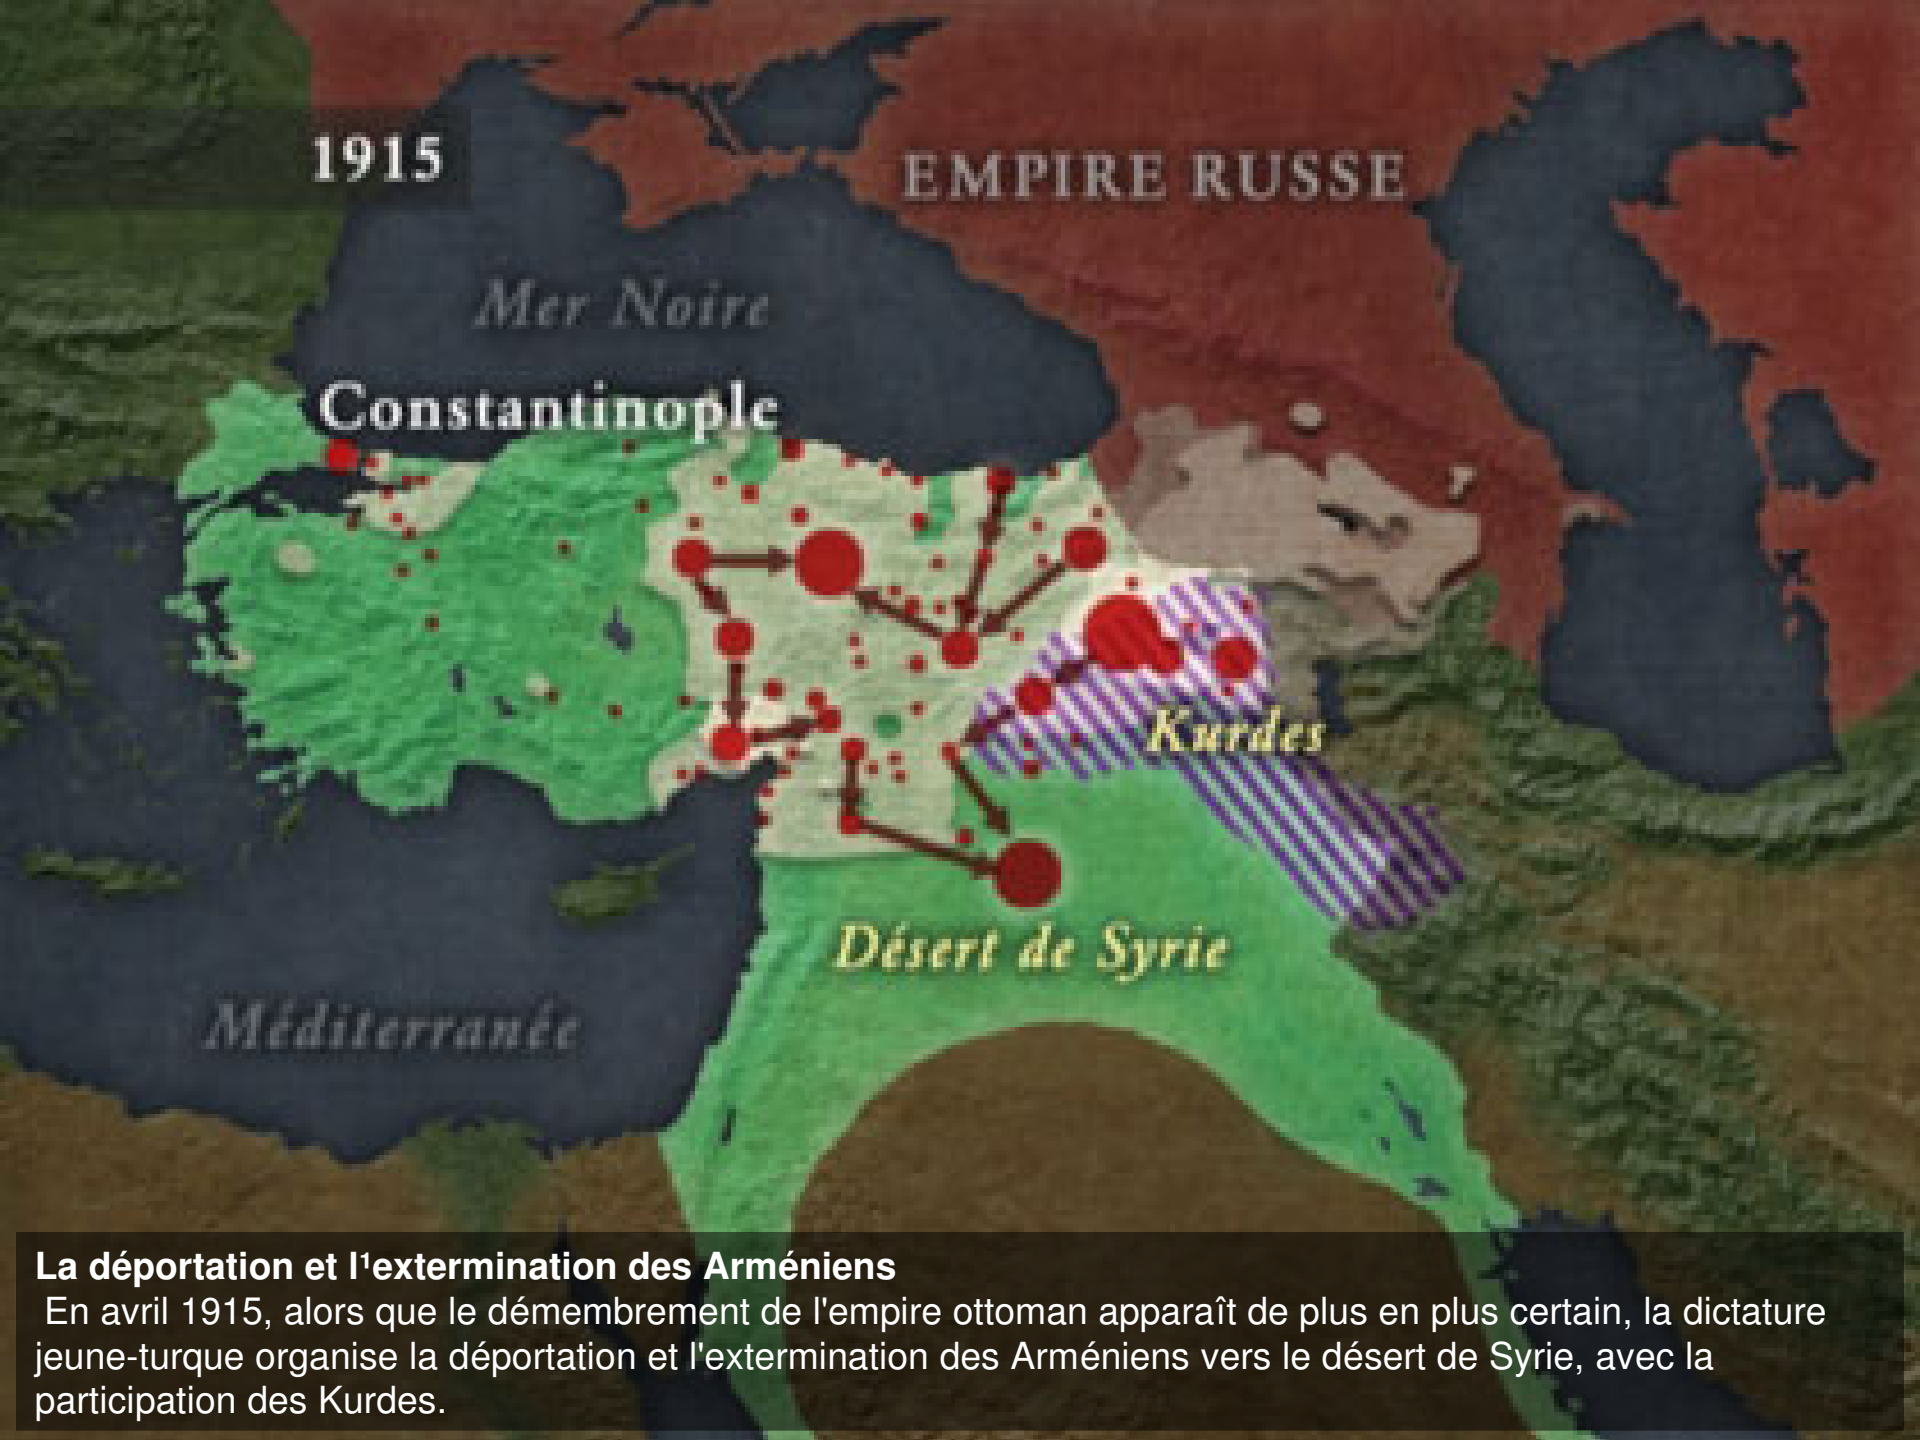 1915
EMPIRE RUSSE
Mer Noire
Constantinople
Kurdes
Désert de Syrie
Méditerranée
La déportation et l¹extermination des Arméniens
En avril 1915, alors que le démembrement de l'empire ottoman apparaît de plus en plus certain, la dictature
jeune-turque organise la déportation et l'extermination des Arméniens vers le désert de Syrie, avec la
participation des Kurdes.